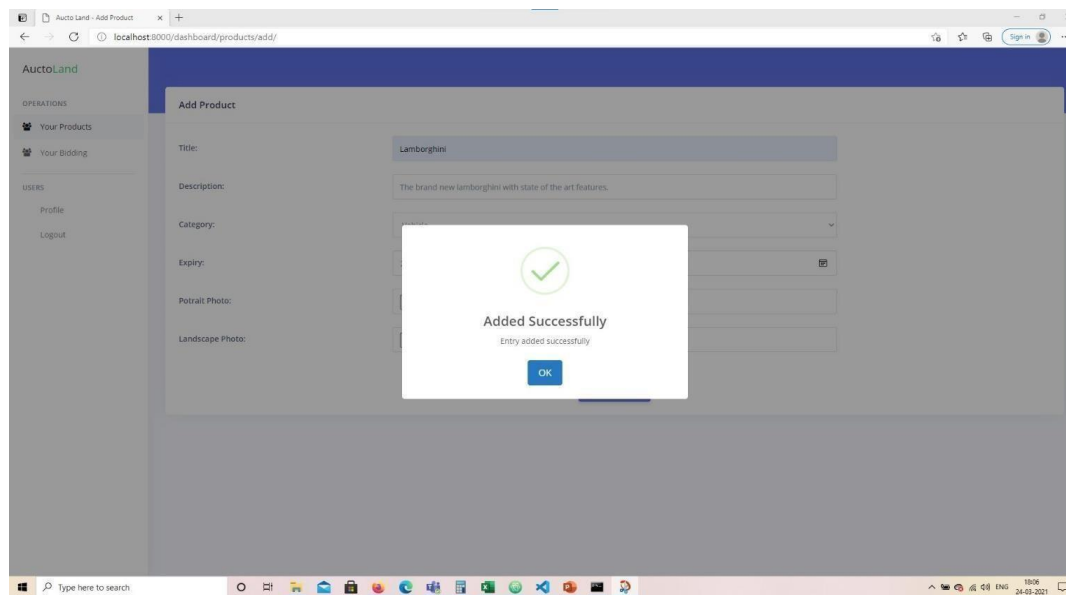 Aucto Land - Add Product
localhost:8000/dashboard/products/add/
Sign in
AuctoLand
OPERATIONS
Your Products
Your Bidding
USERS
Profile
Logout
Add Product
Title:
Lamborghini
Description:
The brand new lamborghini with state of the art features.
Category:
Expiry:
Potrait Photo:
Landscape Photo:
Added Successfully
Entry added successfully
OK
Type here to search
ENG
18:06
24-03-2021